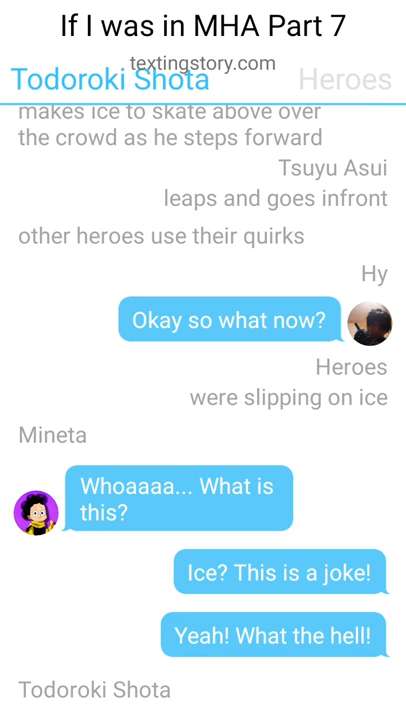 If I was in MHA Part 7
textingstory.com
Todoroki Shota
Heroes
makes ice to skate above over
the crowd as he steps forward
Tsuyu Asui
leaps and goes infront
other heroes use their quirks
Hy
Okay so what now?
Heroes
were slipping on ice
Mineta
Whoaaaa... What is
this?
Ice? This is a joke!
Yeah! What the hell!
Todoroki Shota